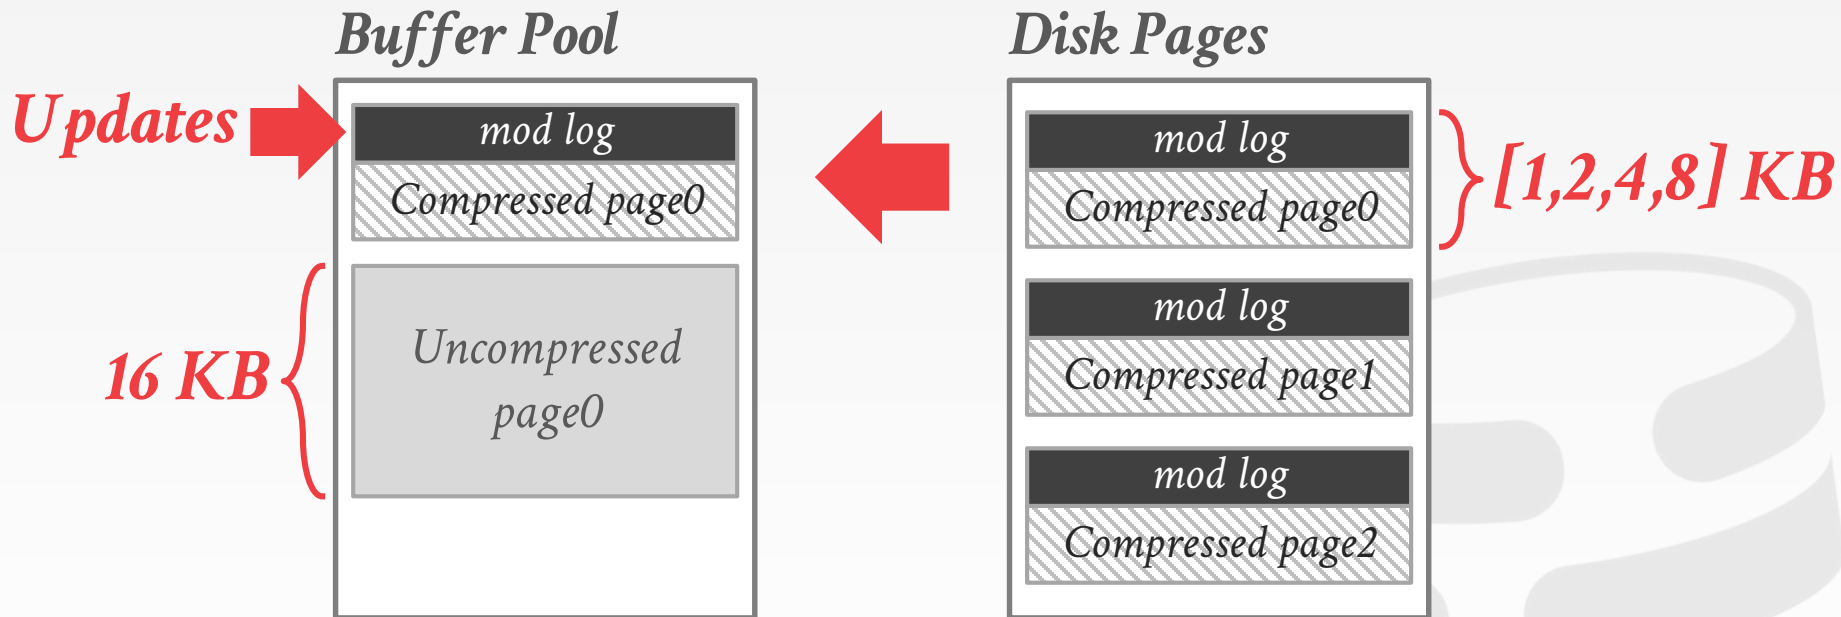 Buffer Pool
Updates
mod log
Compressed page0
16 KB
Uncompressed
page0
Disk Pages
mod log
Compressed page0
[1,2,4,8] KB
mod log
Compressed page1
mod log
Compressed page2